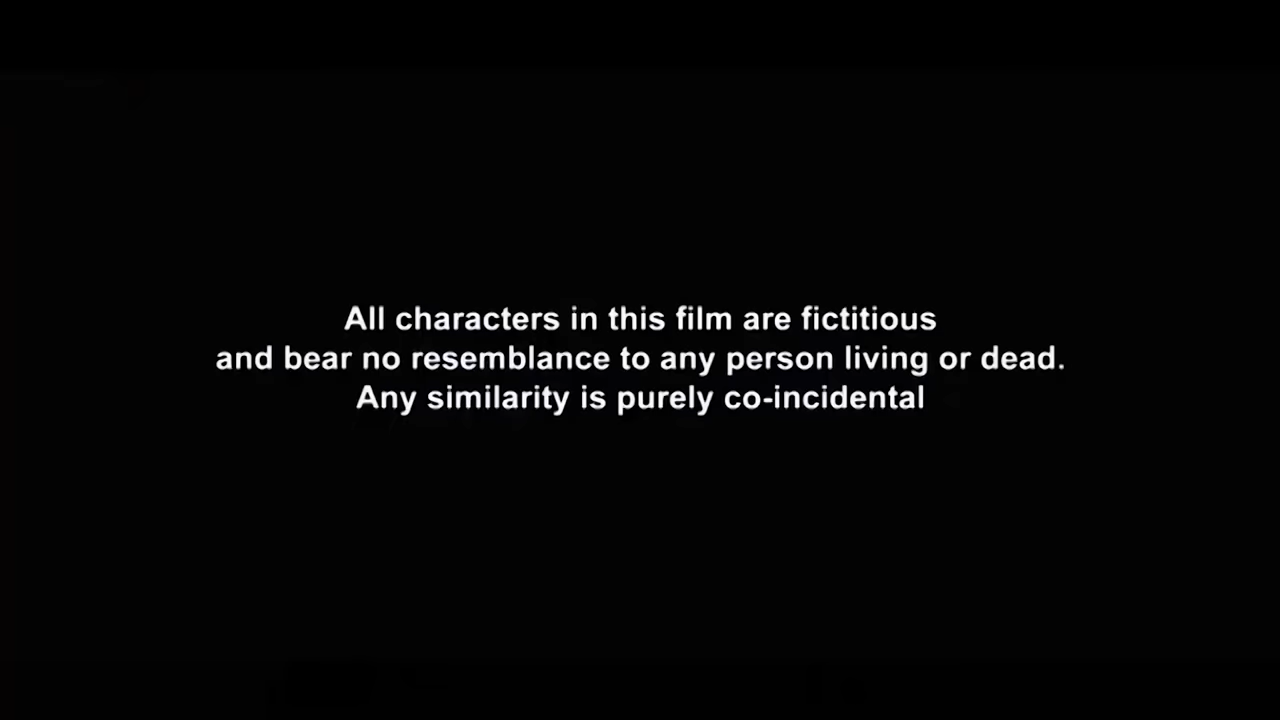 All characters in this film are fictitious
and bear no resemblance to any person living or dead.
Any similarity is purely co-incidental